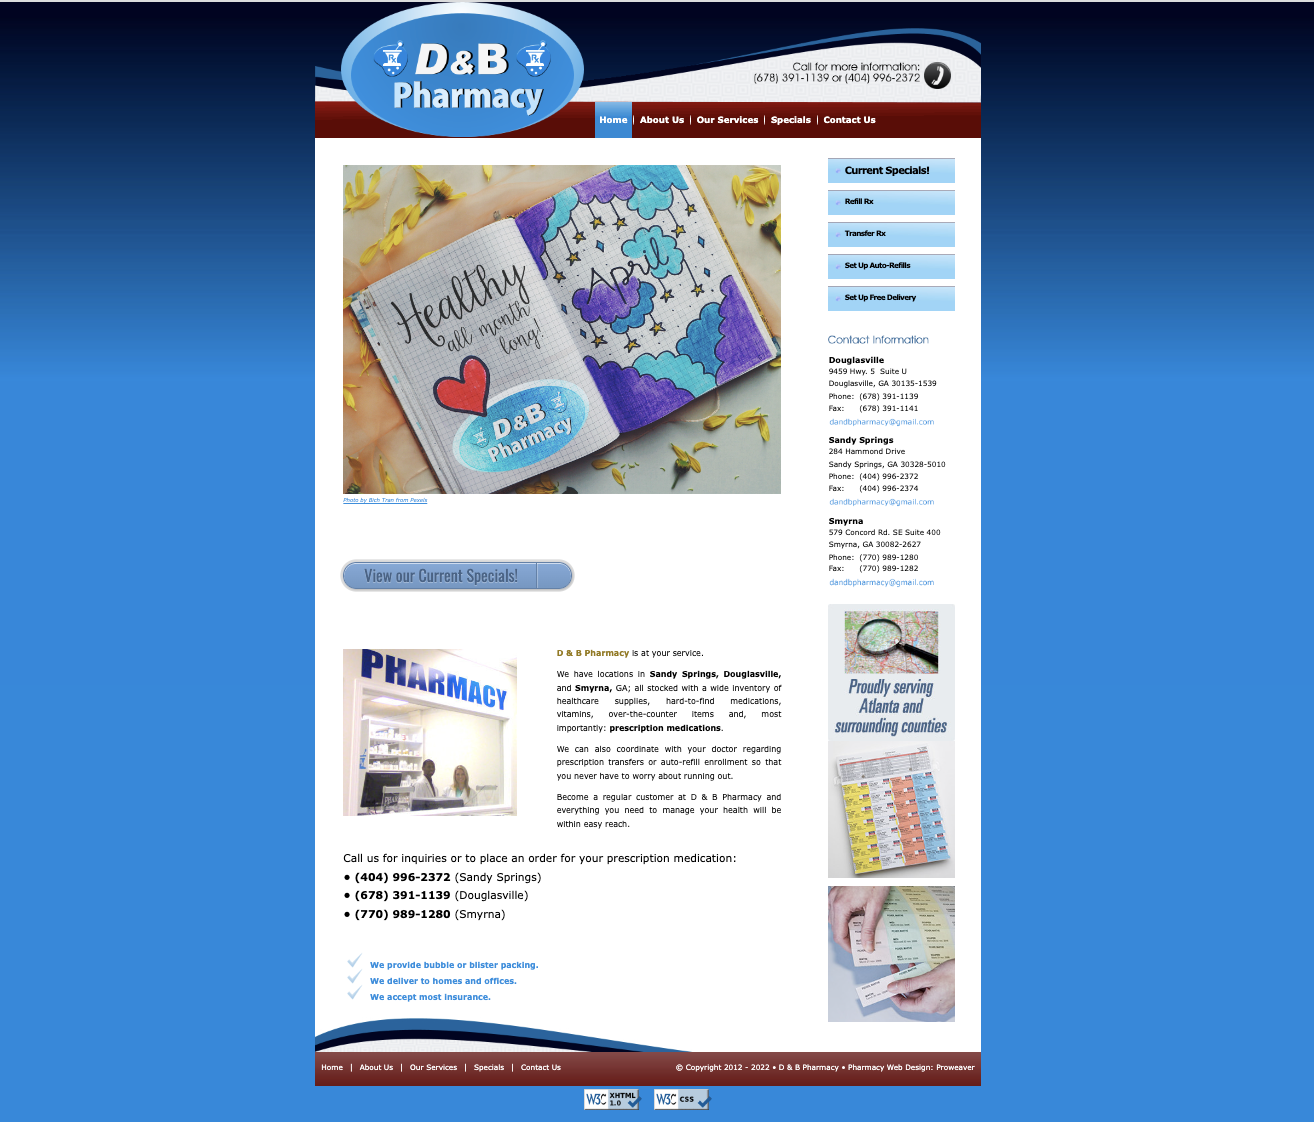 D&B
Pharmacy
Call for more information:
(678) 391-1139 or (404) 996-2372
Home | About Us | Our Services | Specials | Contact Us
Healthy
all month
long!
April
D&B
Pharmacy
Photo by Bich Tran from Pexels
View our Current Specials!
PHARMACY
D & B Pharmacy is at your service.
We have locations in Sandy Springs, Douglasville,
and Smyrna, GA; all stocked with a wide inventory of
healthcare supplies, hard-to-find medications,
vitamins, over-the-counter items and, most
importantly: prescription medications.
We can also coordinate with your doctor regarding
prescription transfers or auto-refill enrollment so that
you never have to worry about running out.
Become a regular customer at D & B Pharmacy and
everything you need to manage your health will be
within easy reach.
Call us for inquiries or to place an order for your prescription medication:
• (404) 996-2372 (Sandy Springs)
• (678) 391-1139 (Douglasville)
• (770) 989-1280 (Smyrna)
We provide bubble or blister packing.
We deliver to homes and offices.
We accept most insurance.
Current Specials!
Refill Rx
Transfer Rx
Set Up Auto-Refills
Set Up Free Delivery
Contact Information
Douglasville
9459 Hwy. 5 Suite U
Douglasville, GA 30135-1539
Phone: (678) 391-1139
Fax: (678) 391-1141
dandbpharmacy@gmail.com
Sandy Springs
284 Hammond Drive
Sandy Springs, GA 30328-5010
Phone: (404) 996-2372
Fax: (404) 996-2374
dandbpharmacy@gmail.com
Smyrna
579 Concord Rd. SE Suite 400
Smyrna, GA 30082-2627
Phone: (770) 989-1280
Fax: (770) 989-1282
dandbpharmacy@gmail.com
Proudly serving
Atlanta and
surrounding counties
Home | About Us | Our Services | Specials | Contact Us
© Copyright 2012 - 2022 • D & B Pharmacy • Pharmacy Web Design: Proweaver
W3C XHTML 1.0
W3C CSS